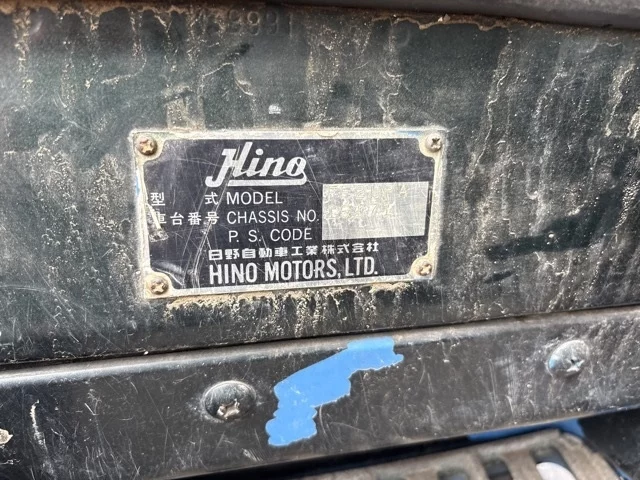 Hino
型 式 MODEL
車台番号 CHASSIS NO.
P. S. CODE
日野自動車工業株式会社
HINO MOTORS, LTD.